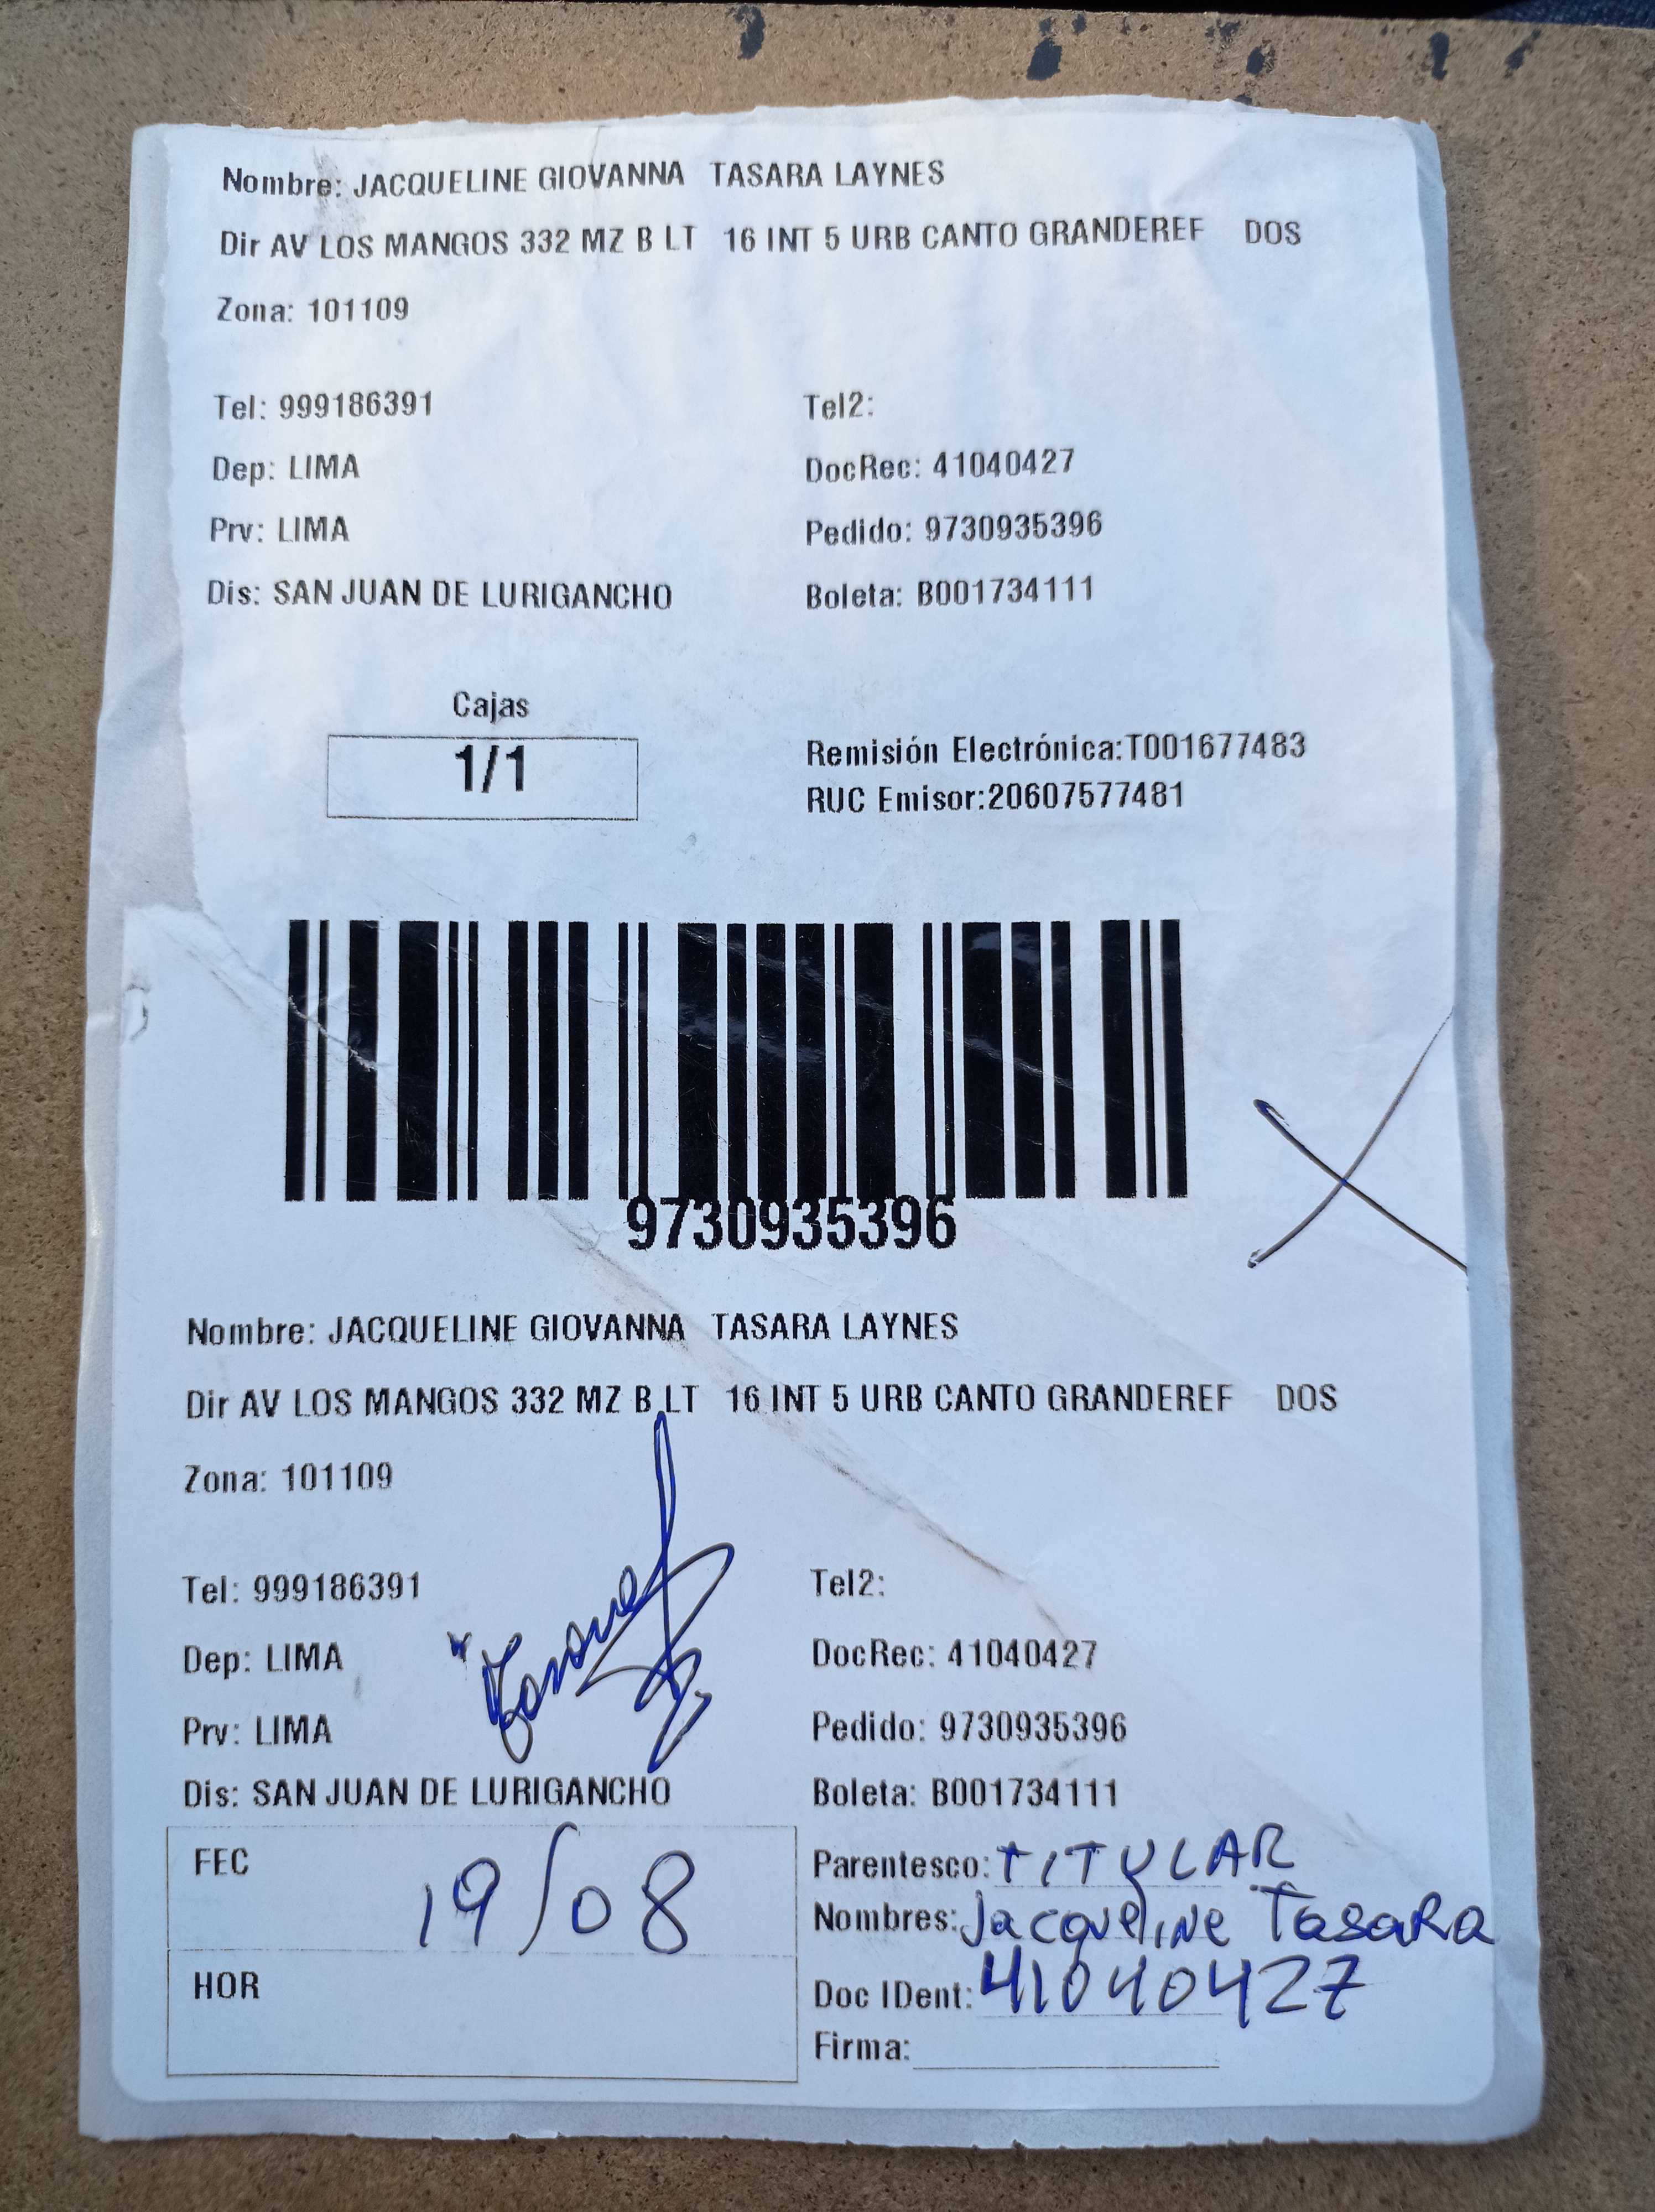 Nombre: JACQUELINE GIOVANNA TASARA LAYNES
Dir AV LOS MANGOS 332 MZ B LT 16 INT 5 URB CANTO GRANDEREF DOS
Zona: 101109
Tel: 999186391 Tel2:
Dep: LIMA DocRec: 41040427
Prv: LIMA Pedido: 9730935396
Dis: SAN JUAN DE LURIGANCHO Boleta: B001734111
Cajas
1/1
Remisión Electrónica:T001677483
RUC Emisor:20607577481
9730935396
Nombre: JACQUELINE GIOVANNA TASARA LAYNES
Dir AV LOS MANGOS 332 MZ B LT 16 INT 5 URB CANTO GRANDEREF DOS
Zona: 101109
Tel: 999186391 Tel2:
Dep: LIMA DocRec: 41040427
Prv: LIMA Pedido: 9730935396
Dis: SAN JUAN DE LURIGANCHO Boleta: B001734111
FEC 19/08
HOR
Parentesco: TITULAR
Nombres: Jacqueline Tasara
Doc IDent: 41040427
Firma: